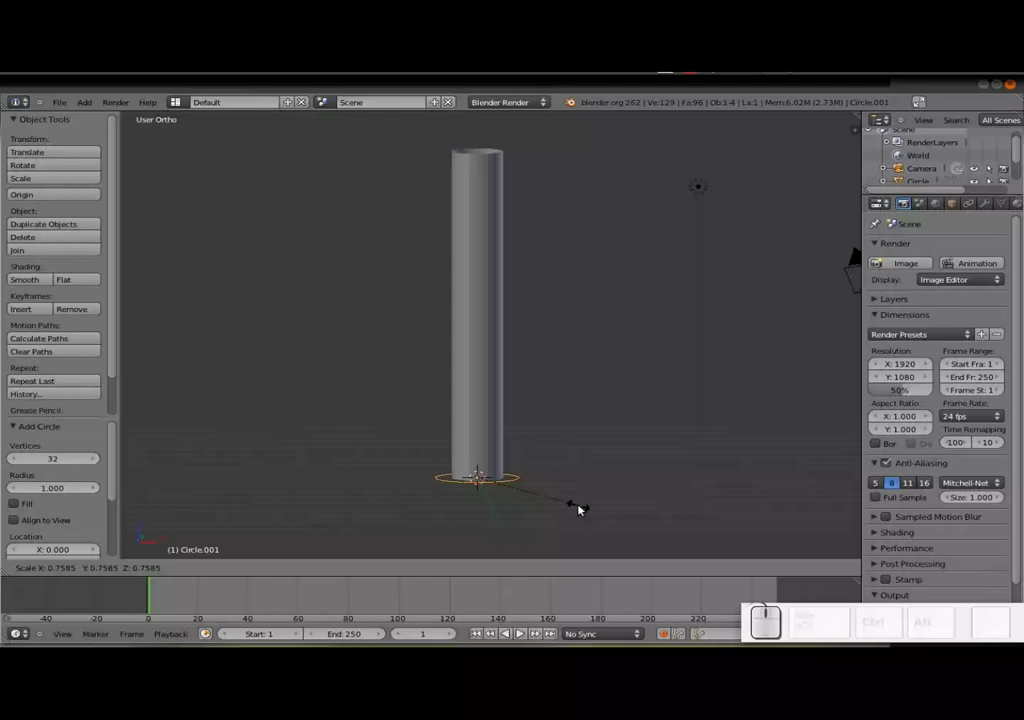 File Add Render Help Default Scene Blender Render blender.org 262 | Ve:129 | Fa:96 | Ob:1-4 | La:1 | Mem:6.02M (2.73M) | Circle.001
Object Tools
Transform:
Translate
Rotate
Scale
Origin
Object:
Duplicate Objects
Delete
Join
Shading:
Smooth Flat
Keyframes:
Insert Remove
Motion Paths:
Calculate Paths
Clear Paths
Repeat:
Repeat Last
History...
Grease Pencil:
Add Circle
Vertices
32
Radius
1.000
Fill
Align to View
Location
X: 0.000
User Ortho
(1) Circle.001
Scale X: 0.7585 Y: 0.7585 Z: 0.7585
View Search All Scenes
Scene
RenderLayers
World
Camera
Circle
Scene
Render
Image Animation
Display: Image Editor
Layers
Dimensions
Render Presets
Resolution: Frame Range:
X: 1920 Start Fra: 1
Y: 1080 End Fr: 250
50% Frame St: 1
Aspect Ratio: Frame Rate:
X: 1.000 24 fps
Y: 1.000 Time Remapping
Bor Cro 100 10
Anti-Aliasing
5 8 11 16 Mitchell-Net
Full Sample Size: 1.000
Sampled Motion Blur
Shading
Performance
Post Processing
Stamp
Output
-40 -20 0 20 40 60 80 100 120 140 160 180 200 220
View Marker Frame Playback Start: 1 End: 250 1 No Sync
Ctrl Alt